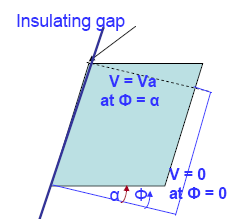 Insulating gap
V = Va
at Φ = α
V = 0
α Φ at Φ = 0